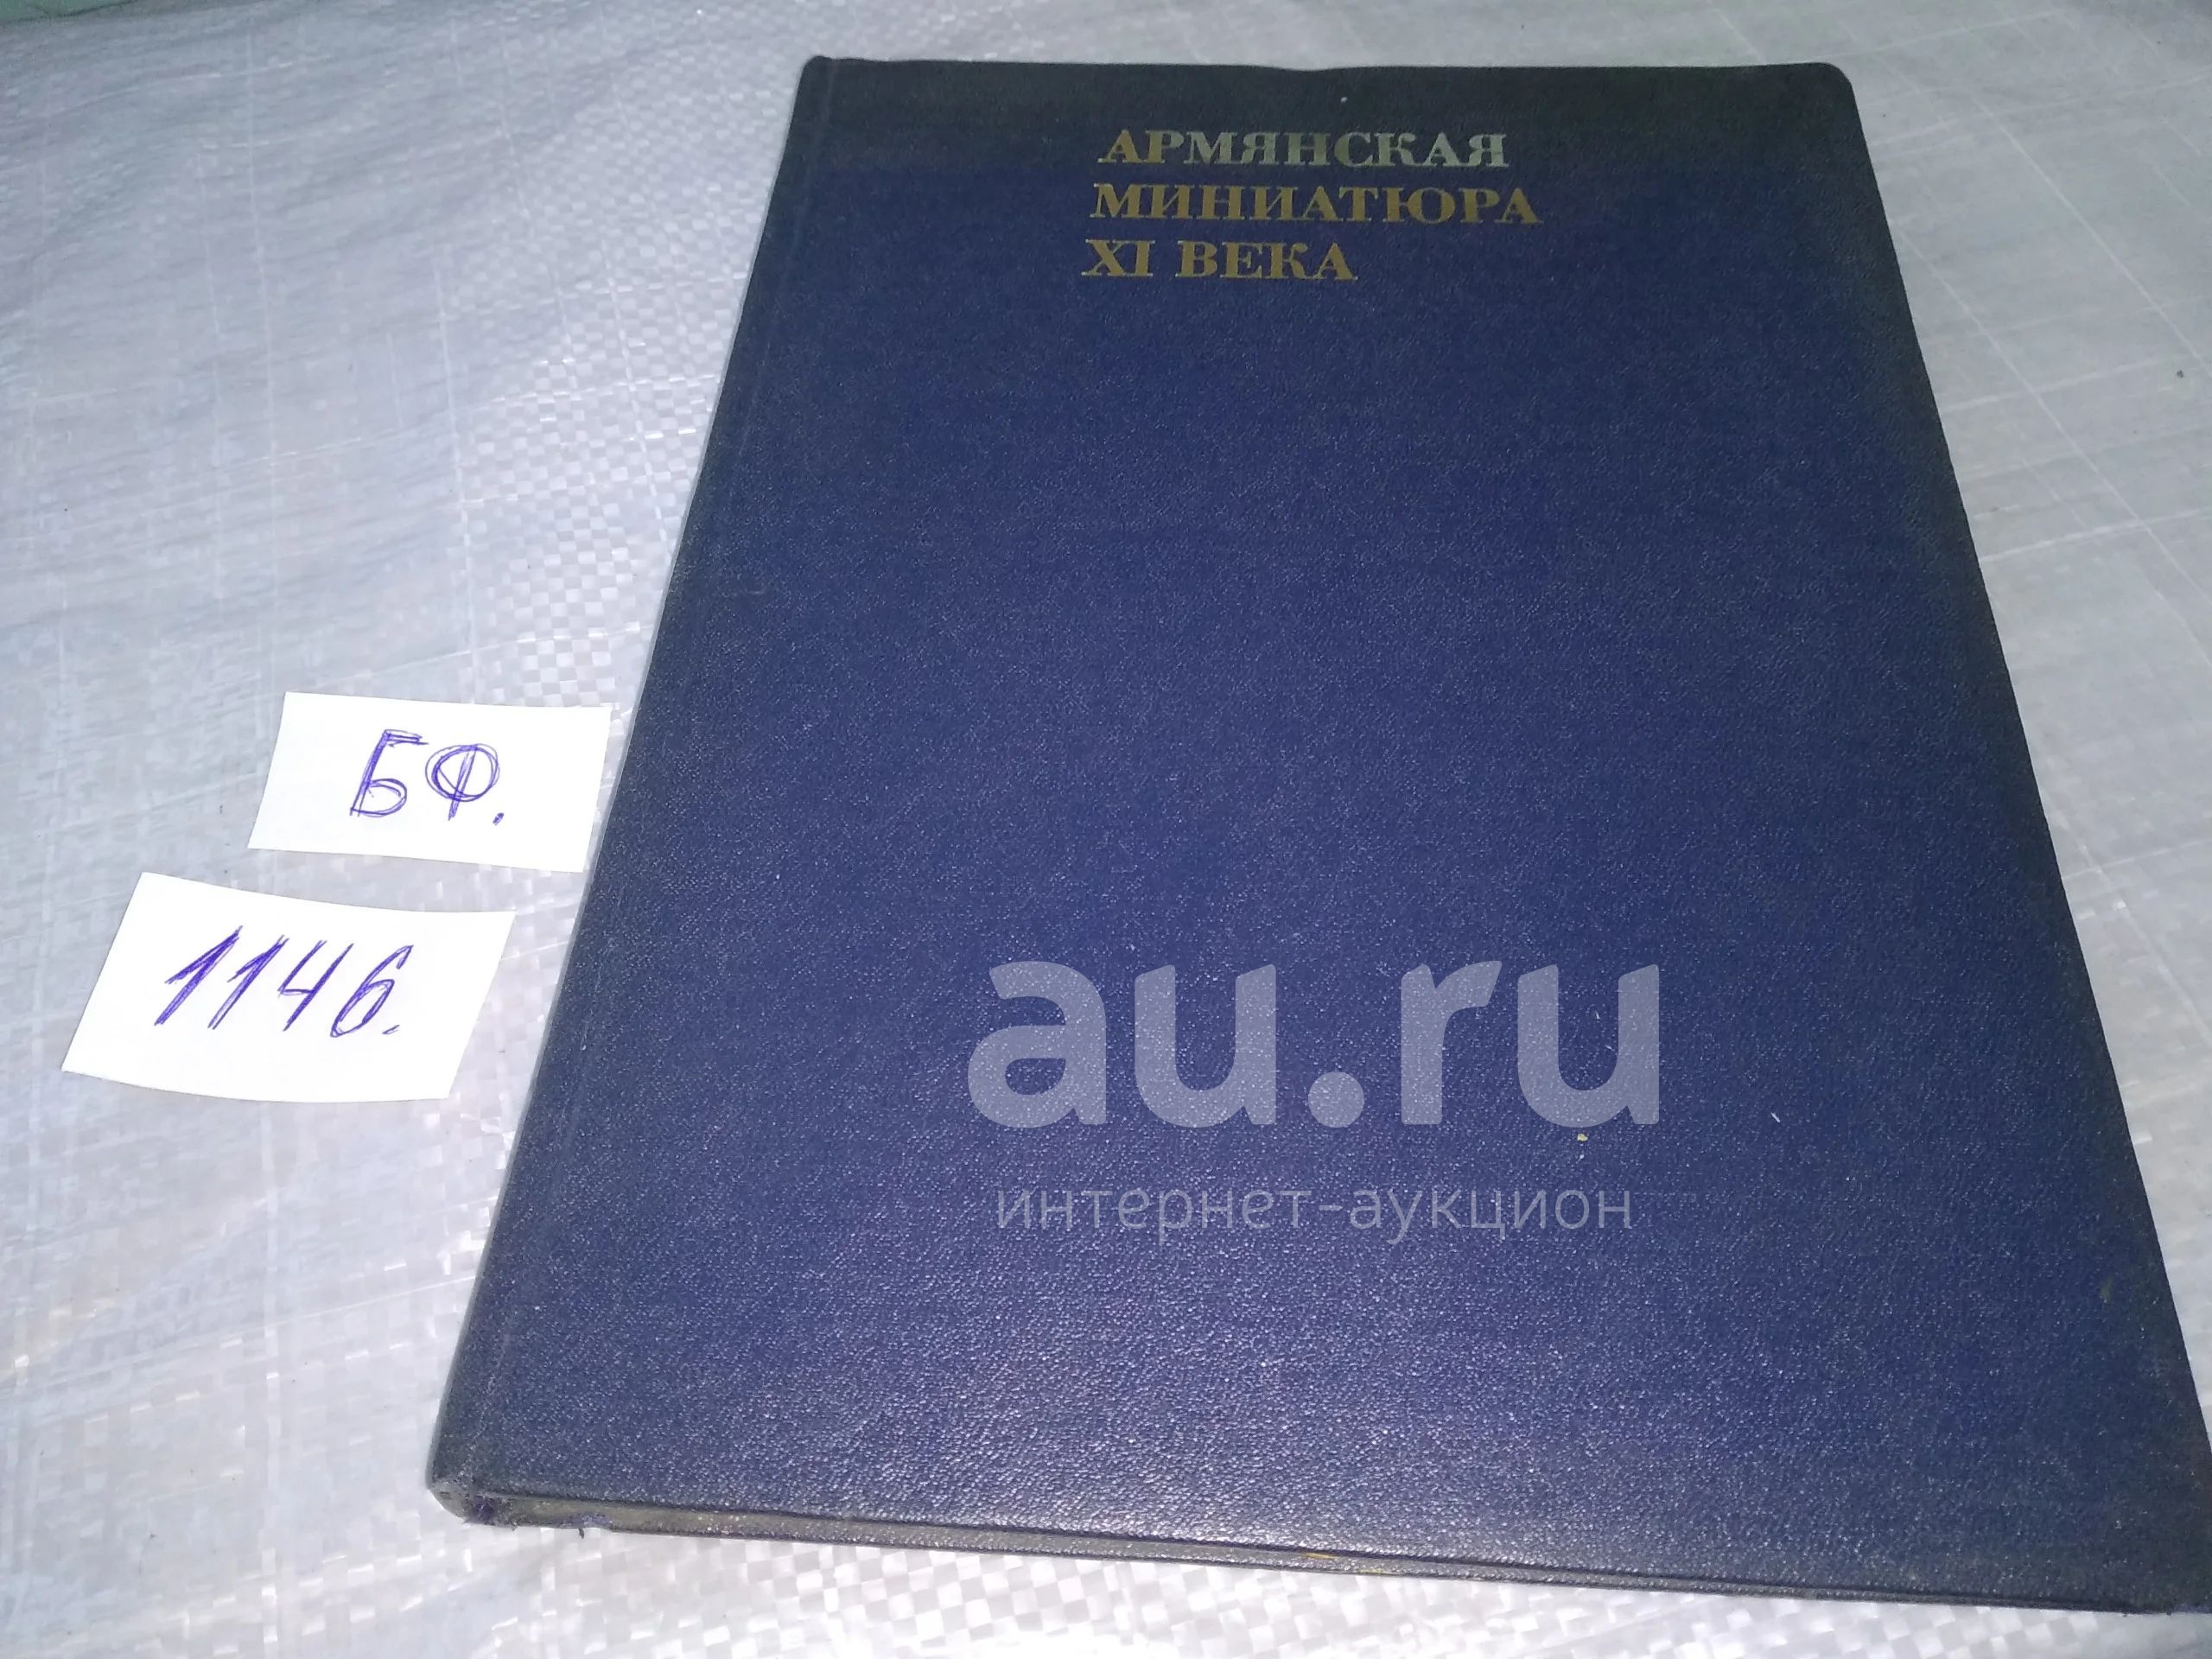 АРМЯНСКАЯ
МИНИАТЮРА
XI ВЕКА
БФ.
1146.
au.ru
интернет-аукцион